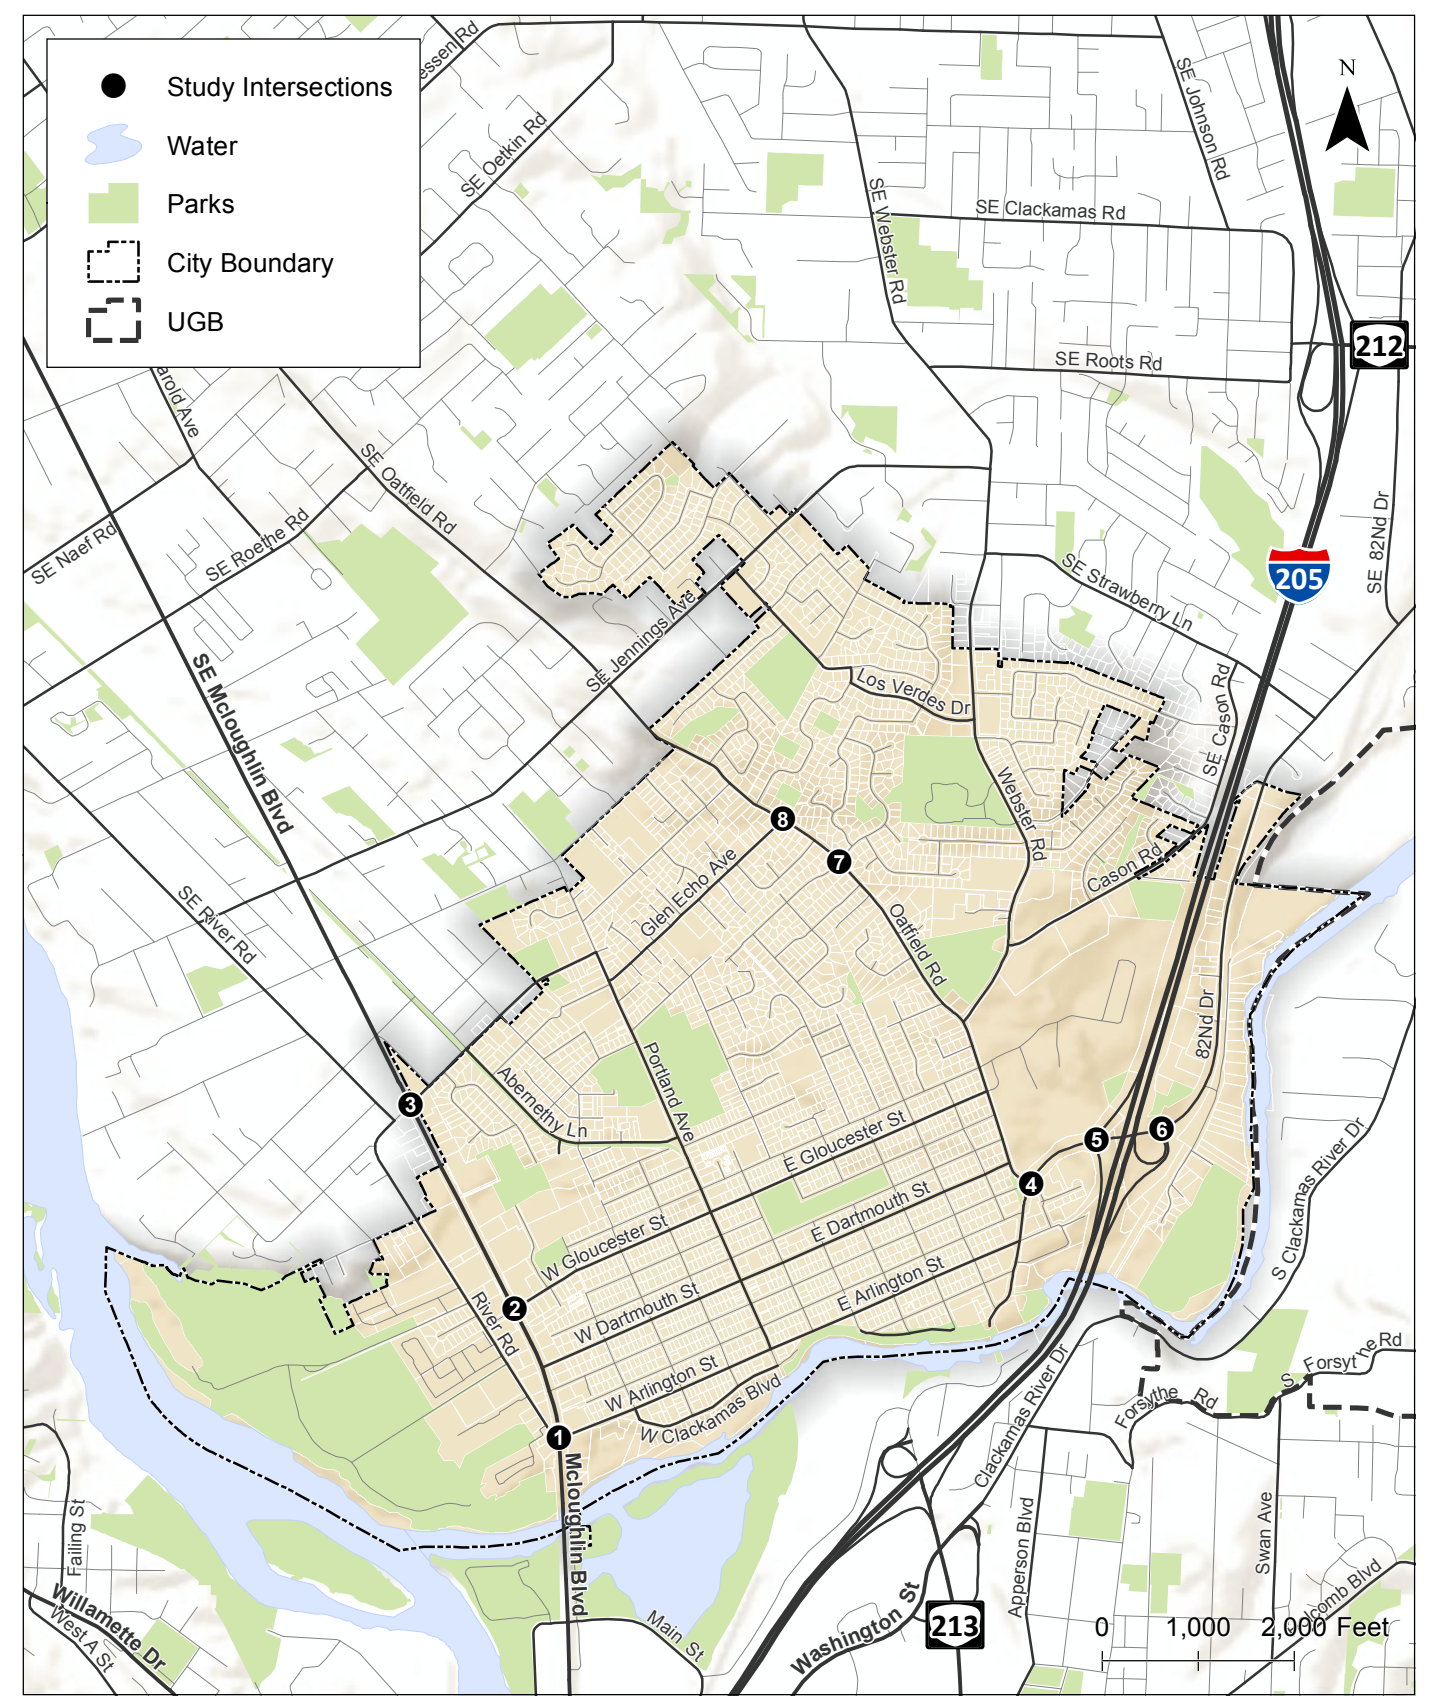 Study Intersections
Water
Parks
City Boundary
UGB
essen Rd
SE Oetkin Rd
SE Johnson Rd
N
SE Clackamas Rd
SE Webster Rd
SE Roots Rd
212
arold Ave
SE Oatfield Rd
SE Naef Rd
SE Roethe Rd
SE 82Nd Dr
205
SE Strawberry Ln
SE Jennings Ave
SE Mcloughlin Blvd
Los Verdes Dr
SE Cason Rd
Webster Rd
8
7
Glen Echo Ave
Cason Rd
SE River Rd
Oatfield Rd
82Nd Dr
Portland Ave
Abernethy Ln
3
E Gloucester St
5
6
4
S Clackamas River Dr
E Dartmouth St
W Gloucester St
E Arlington St
2
River Rd
W Dartmouth St
W Arlington St
W Clackamas Blvd
1
Mcloughlin Blvd
Clackamas River Dr
S Forsythe Rd
Forsythe Rd
Failing St
Swan Ave
Apperson Blvd
Willamette Dr
West A St
Main St
Washington St
213
lcomb Blvd
0 1,000 2,000 Feet